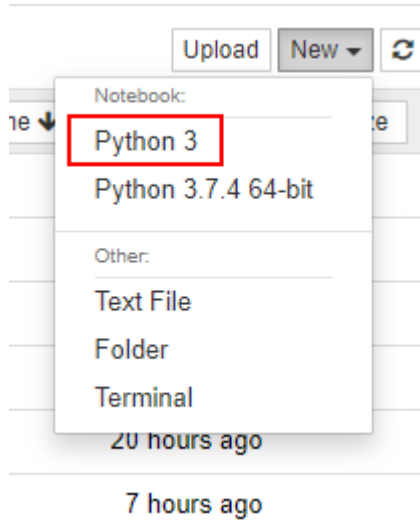 Upload New
Notebook:
ne ze
Python 3
Python 3.7.4 64-bit
Other:
Text File
Folder
Terminal
20 hours ago
7 hours ago